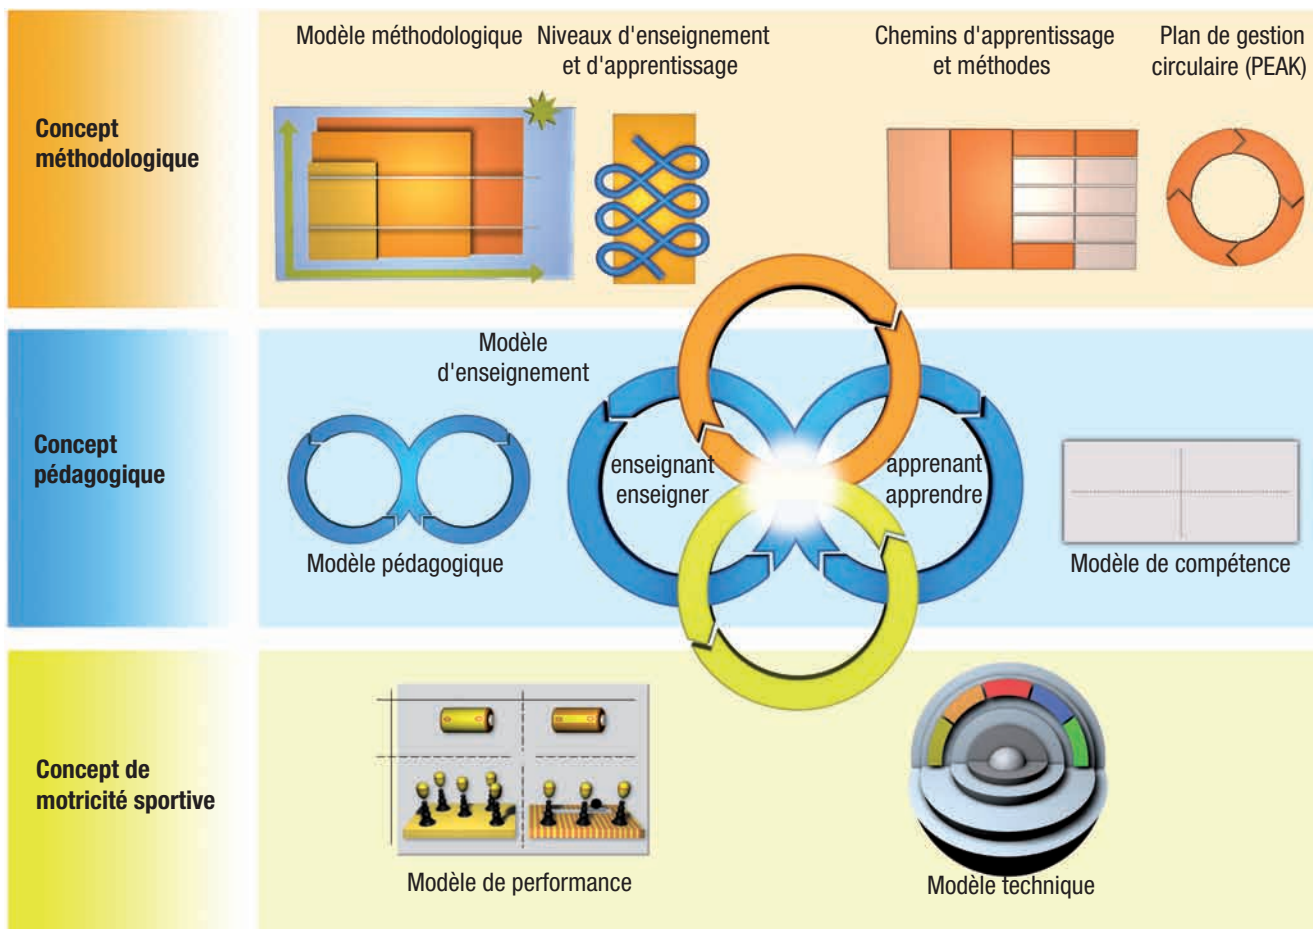 Modèle méthodologique
Niveaux d'enseignement
et d'apprentissage
Chemins d'apprentissage
et méthodes
Plan de gestion
circulaire (PEAK)
Concept
méthodologique
Modèle
d'enseignement
Concept
pédagogique
enseignant
enseigner
apprenant
apprendre
Modèle pédagogique
Modèle de compétence
Concept de
motricité sportive
Modèle de performance
Modèle technique